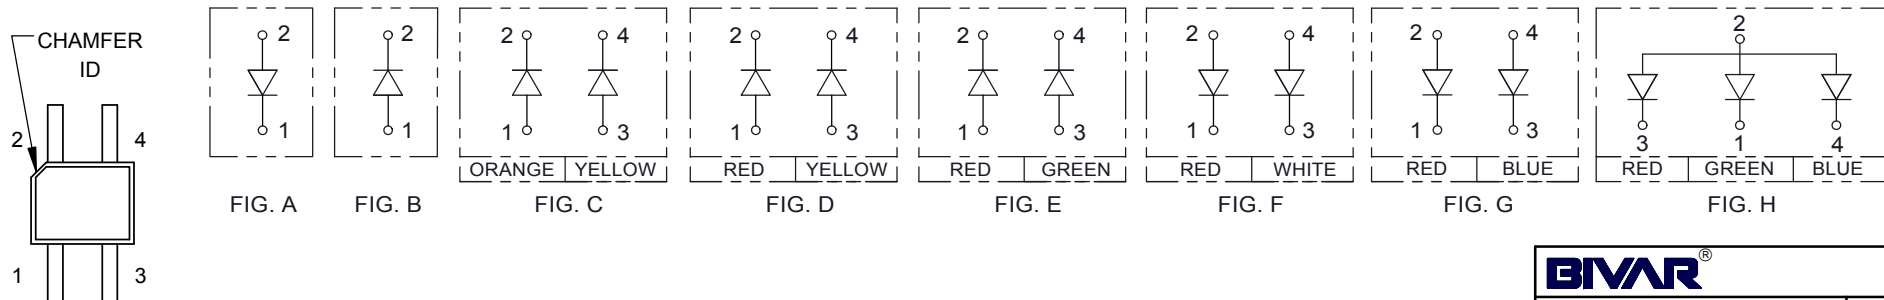 CHAMFER
ID
2 4
1 3
2
1
FIG. A
2
1
FIG. B
2 4
1 3
ORANGE YELLOW
FIG. C
2 4
1 3
RED YELLOW
FIG. D
2 4
1 3
RED GREEN
FIG. E
2 4
1 3
RED WHITE
FIG. F
2 4
1 3
RED BLUE
FIG. G
2
3 1 4
RED GREEN BLUE
FIG. H
BIVAR®